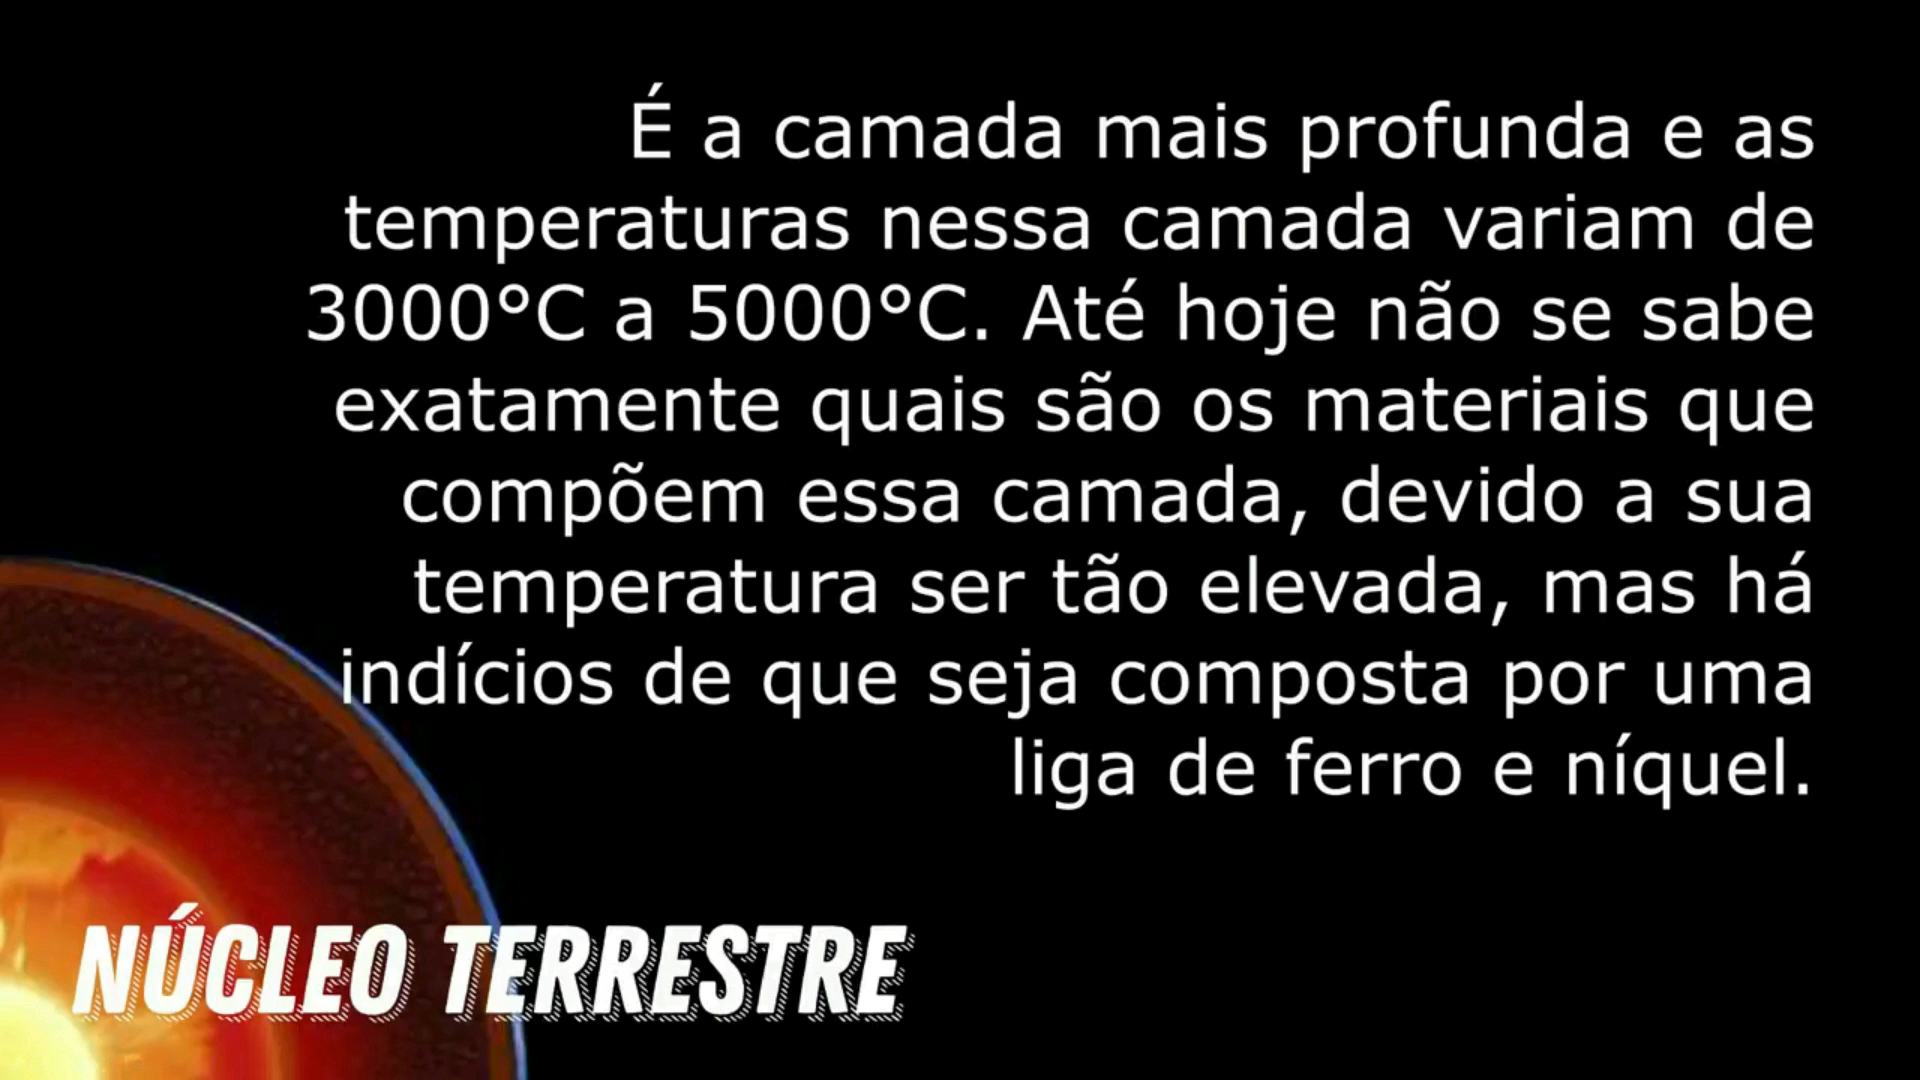 É a camada mais profunda e as
temperaturas nessa camada variam de
3000°C a 5000°C. Até hoje não se sabe
exatamente quais são os materiais que
compõem essa camada, devido a sua
temperatura ser tão elevada, mas há
indícios de que seja composta por uma
liga de ferro e níquel.
NÚCLEO TERRESTRE